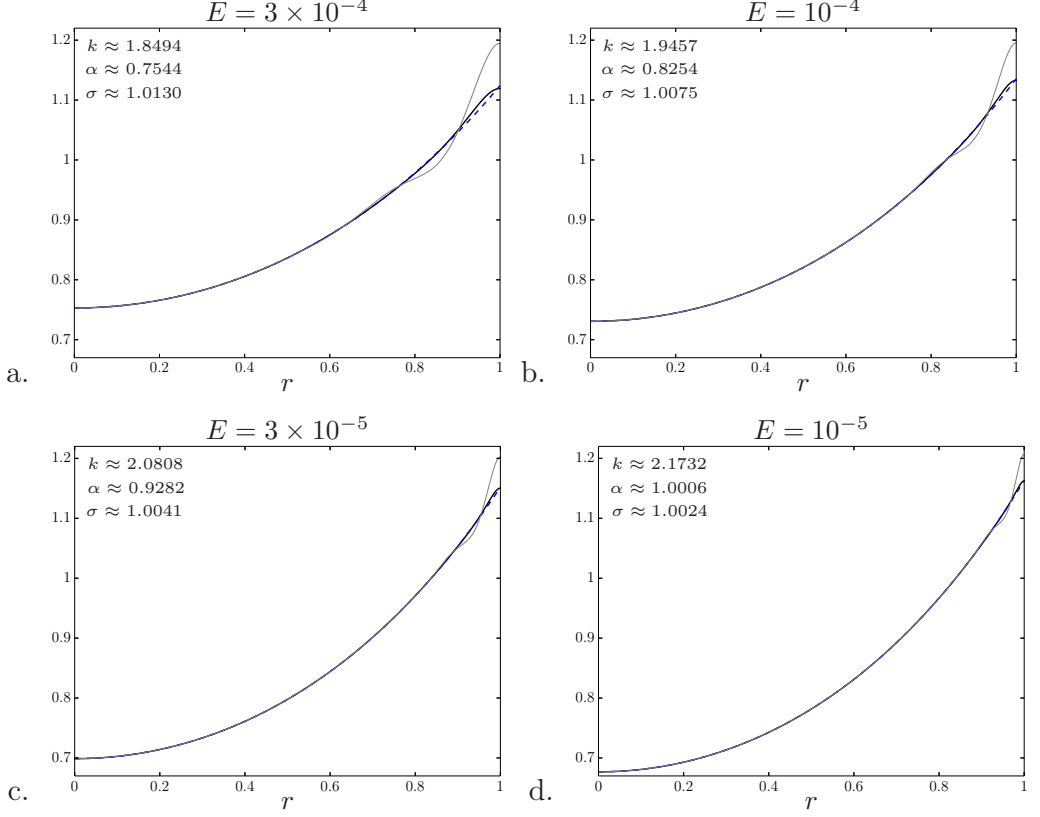 E = 3 × 10⁻⁴
k ≈ 1.8494
α ≈ 0.7544
σ ≈ 1.0130
1.2
1.1
1
0.9
0.8
0.7
0 0.2 0.4 0.6 0.8 1
r
a.
E = 10⁻⁴
k ≈ 1.9457
α ≈ 0.8254
σ ≈ 1.0075
1.2
1.1
1
0.9
0.8
0.7
0 0.2 0.4 0.6 0.8 1
r
b.
E = 3 × 10⁻⁵
k ≈ 2.0808
α ≈ 0.9282
σ ≈ 1.0041
1.2
1.1
1
0.9
0.8
0.7
0 0.2 0.4 0.6 0.8 1
r
c.
E = 10⁻⁵
k ≈ 2.1732
α ≈ 1.0006
σ ≈ 1.0024
1.2
1.1
1
0.9
0.8
0.7
0 0.2 0.4 0.6 0.8 1
r
d.